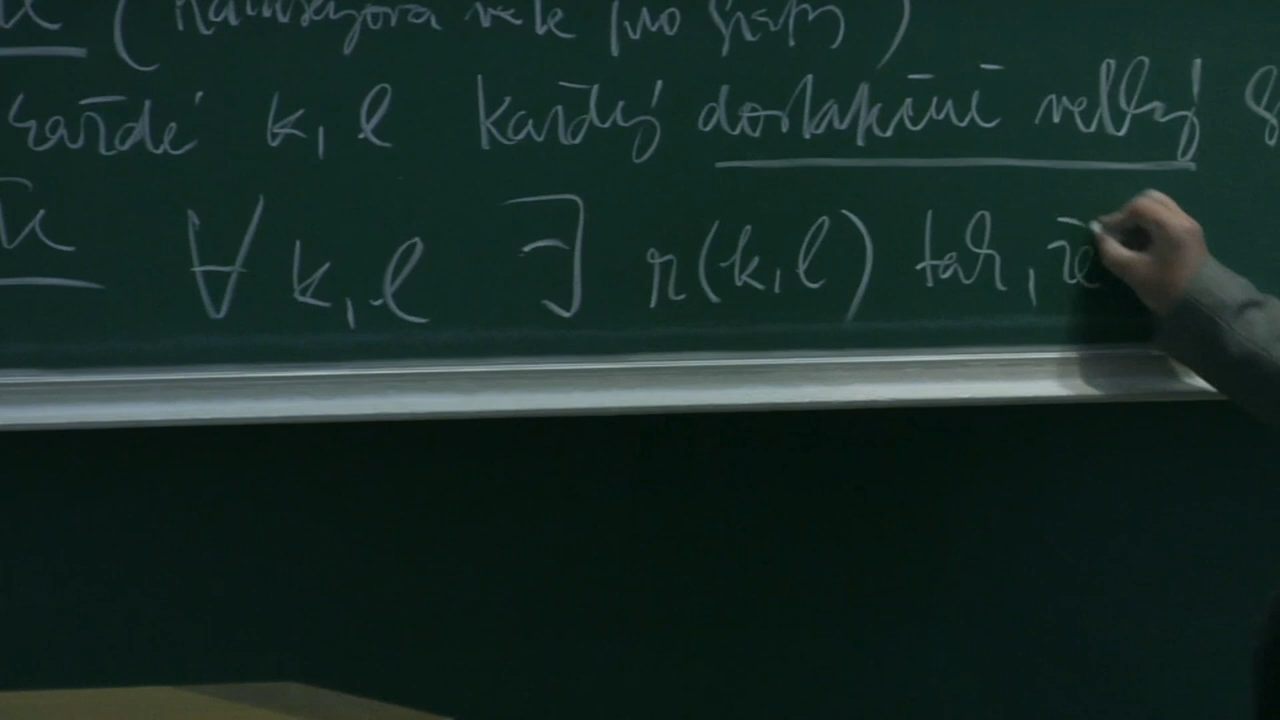 (Ramseyova věta pro grafy)
každé k, l každý dostatečně velký
∀ k, l ∃ r(k, l) tak, že